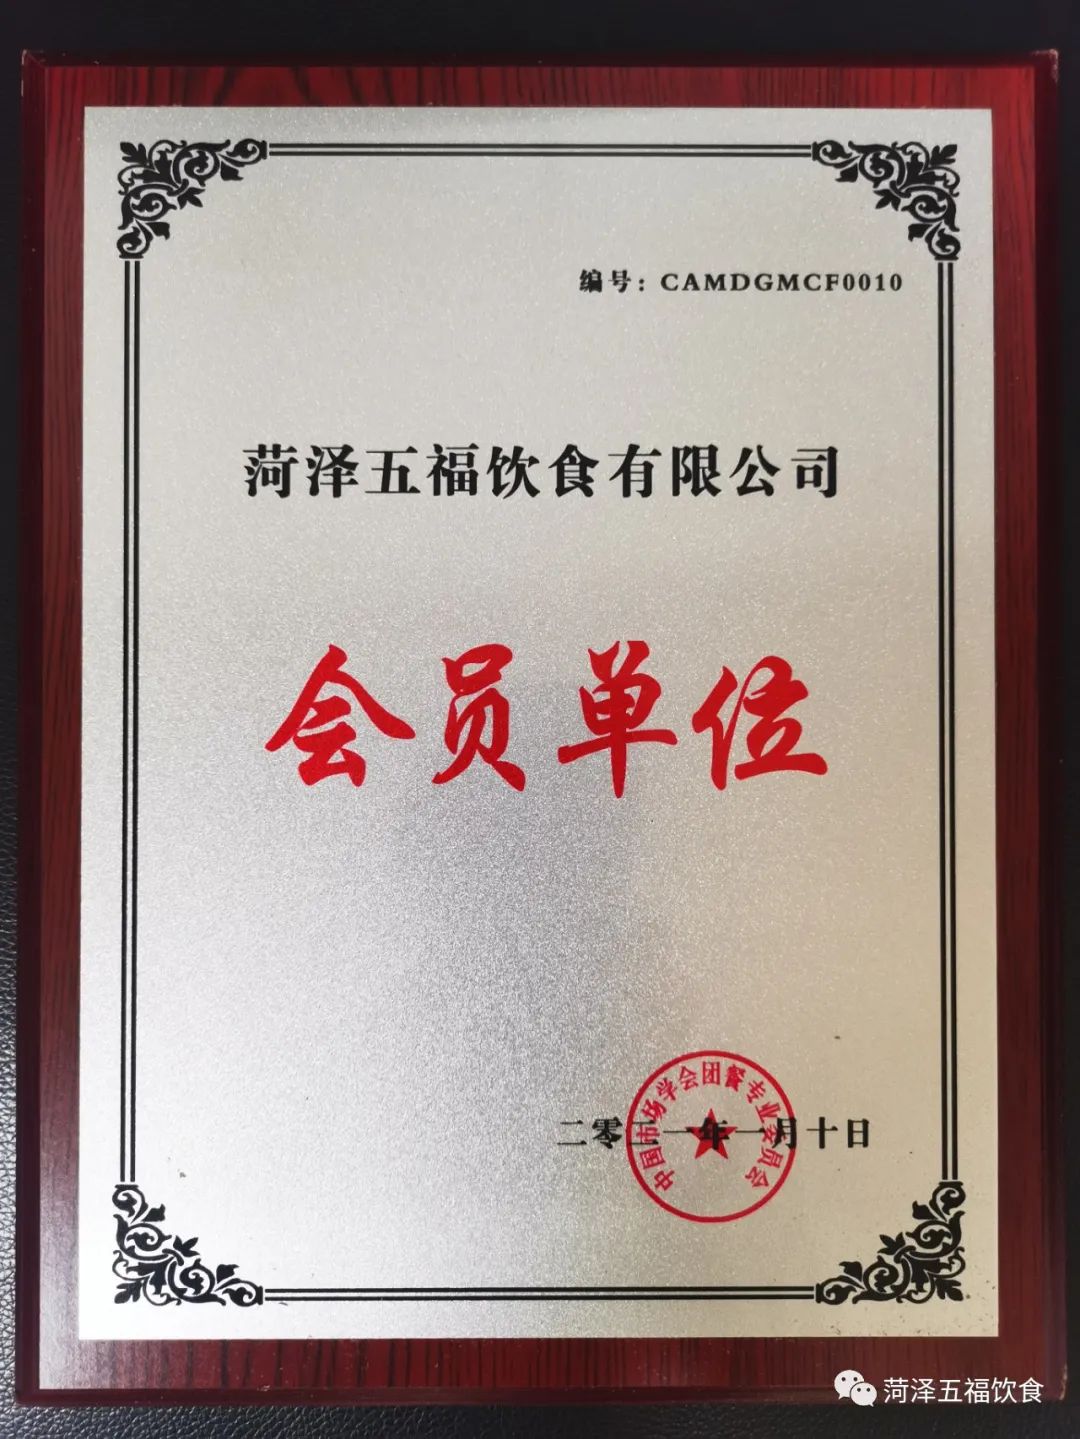 编号：CAMDGMCF0010
菏泽五福饮食有限公司
会员单位
二零二一年一月十日
中国市场学会团餐专业委员会
菏泽五福饮食